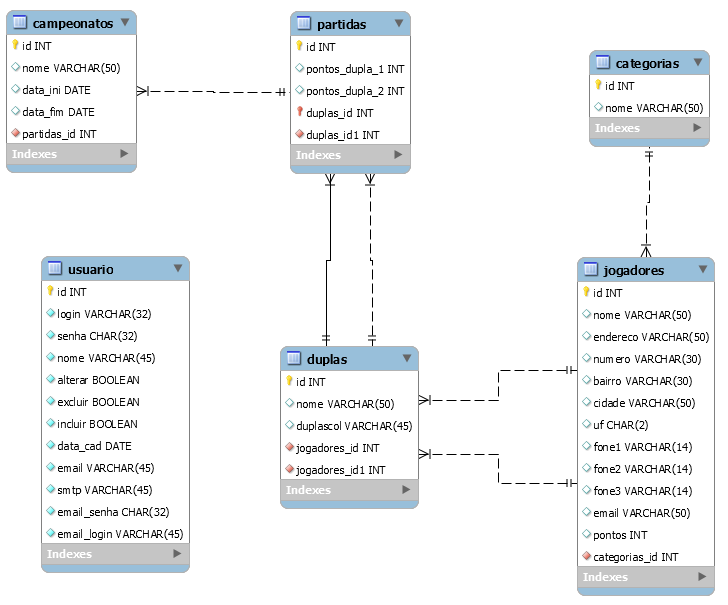 campeonatos
id INT
nome VARCHAR(50)
data_ini DATE
data_fim DATE
partidas_id INT
Indexes
partidas
id INT
pontos_dupla_1 INT
pontos_dupla_2 INT
duplas_id INT
duplas_id1 INT
Indexes
categorias
id INT
nome VARCHAR(50)
Indexes
usuario
id INT
login VARCHAR(32)
senha CHAR(32)
nome VARCHAR(45)
alterar BOOLEAN
excluir BOOLEAN
incluir BOOLEAN
data_cad DATE
email VARCHAR(45)
smtp VARCHAR(45)
email_senha CHAR(32)
email_login VARCHAR(45)
Indexes
duplas
id INT
nome VARCHAR(50)
duplascol VARCHAR(45)
jogadores_id INT
jogadores_id1 INT
Indexes
jogadores
id INT
nome VARCHAR(50)
endereco VARCHAR(50)
numero VARCHAR(30)
bairro VARCHAR(30)
cidade VARCHAR(50)
uf CHAR(2)
fone1 VARCHAR(14)
fone2 VARCHAR(14)
fone3 VARCHAR(14)
email VARCHAR(50)
pontos INT
categorias_id INT
Indexes